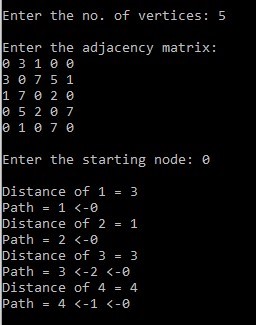 Enter the no. of vertices: 5
Enter the adjacency matrix:
0 3 1 0 0
3 0 7 5 1
1 7 0 2 0
0 5 2 0 7
0 1 0 7 0
Enter the starting node: 0
Distance of 1 = 3
Path = 1 <-0
Distance of 2 = 1
Path = 2 <-0
Distance of 3 = 3
Path = 3 <-2 <-0
Distance of 4 = 4
Path = 4 <-1 <-0